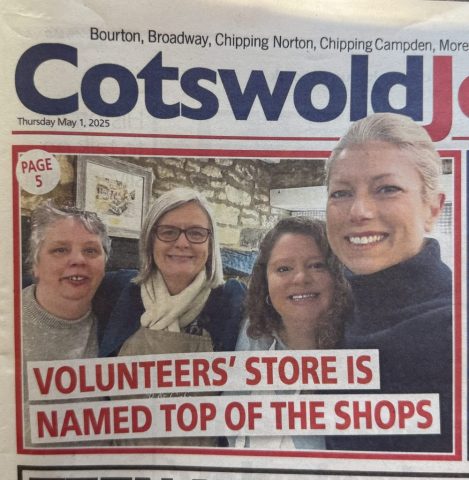 Bourton, Broadway, Chipping Norton, Chipping Campden, More
Cotswold J
Thursday May 1, 2025
PAGE
5
VOLUNTEERS' STORE IS
NAMED TOP OF THE SHOPS